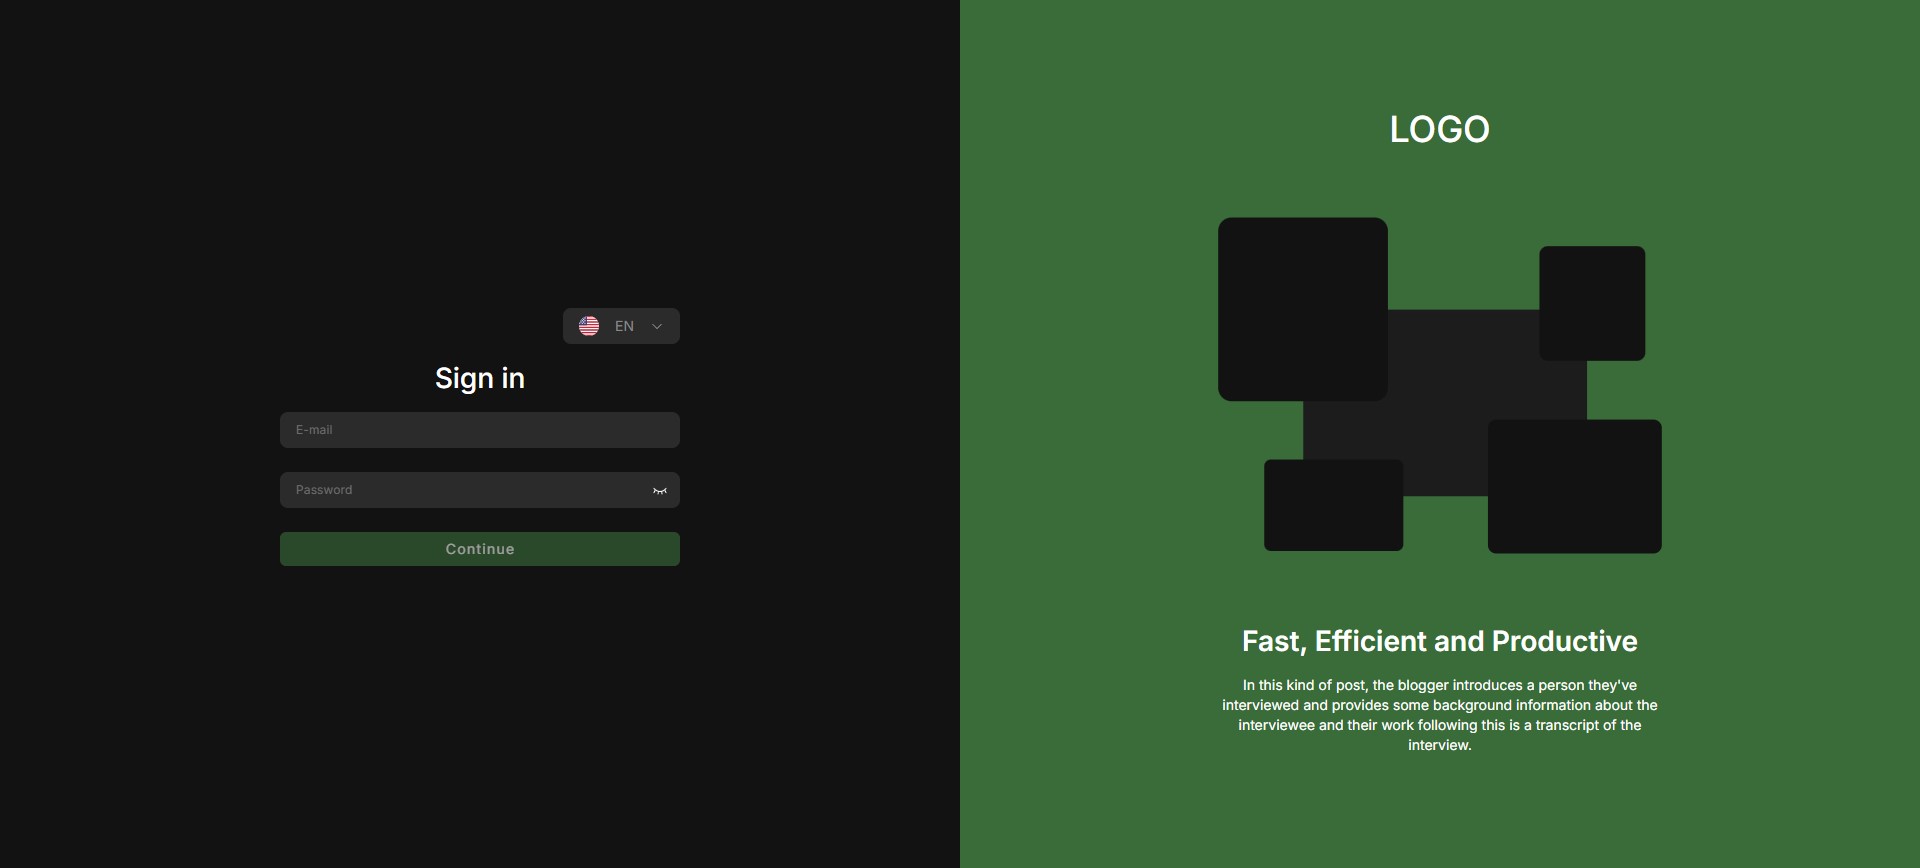 EN
Sign in
E-mail
Password
Continue
LOGO
Fast, Efficient and Productive
In this kind of post, the blogger introduces a person they've
interviewed and provides some background information about the
interviewee and their work following this is a transcript of the
interview.